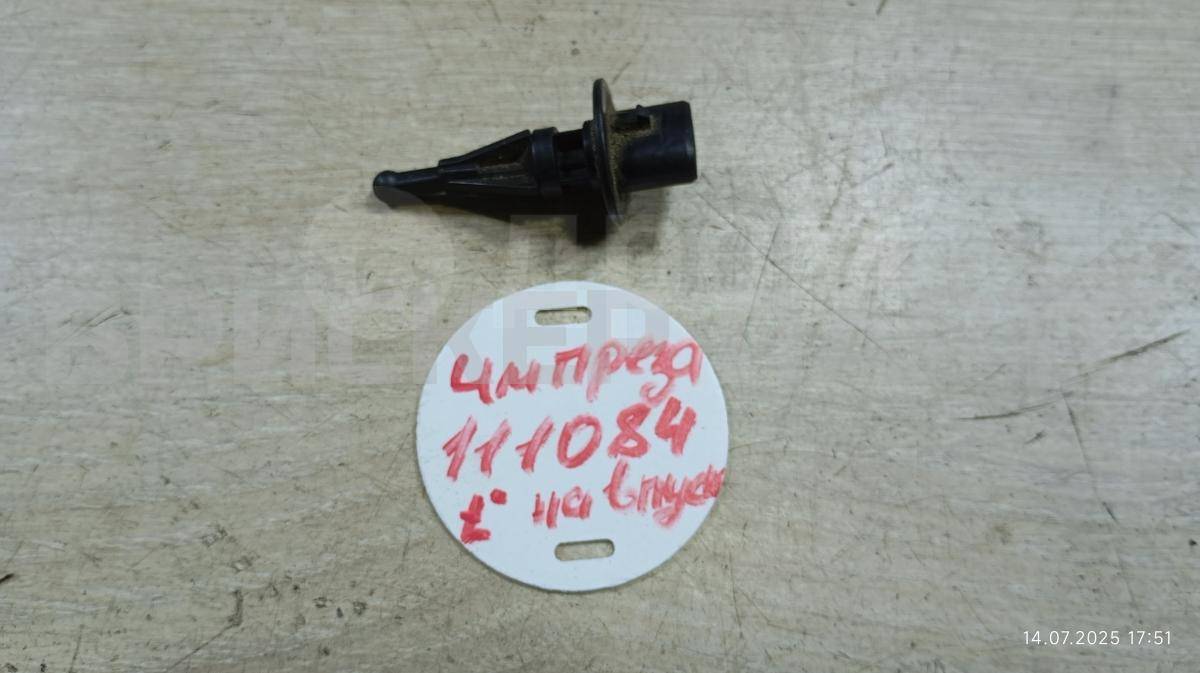 импреза
111084
t° на впуск
14.07.2025 17:51